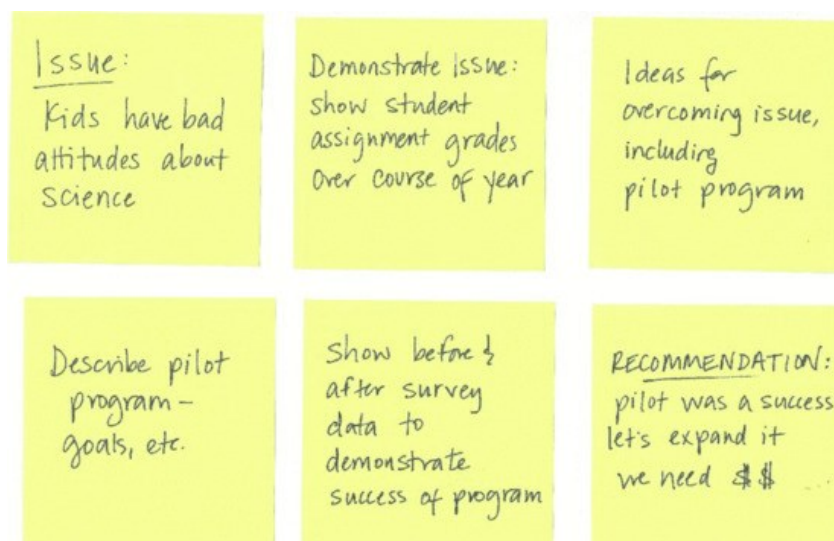 Issue:
Kids have bad
attitudes about
science
Demonstrate issue:
show student
assignment grades
over course of year
Ideas for
overcoming issue,
including
pilot program
Describe pilot
program –
goals, etc.
Show before &
after survey
data to
demonstrate
success of program
RECOMMENDATION:
pilot was a success
let's expand it
we need $$